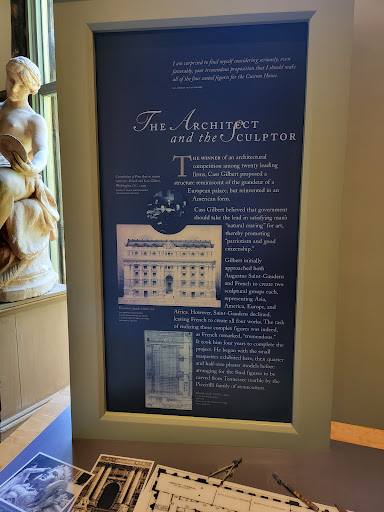 I am surprised to find myself considering seriously, even
favorably, your tremendous proposition that I should make
all of the four seated figures for the Custom House.
The Architect
and the Sculptor
The winner of an architectural
competition among twenty leading
firms, Cass Gilbert proposed a
structure reminiscent of the grandeur of a
European palace, but reinvented in an
American form.
Cass Gilbert believed that government
should take the lead in satisfying man's
"natural craving" for art,
thereby promoting
"patriotism and good
citizenship."
Gilbert initially
approached both
Augustus Saint-Gaudens
and French to create two
sculptural groups each,
representing Asia,
America, Europe, and
Africa. However, Saint-Gaudens declined,
leaving French to create all four works. The task
of realizing these complex figures was indeed,
as French remarked, "tremendous."
It took him four years to complete the
project. He began with the small
maquettes exhibited here, then quarter
and half-size plaster models before
arranging for the final figures to be
carved from Tennessee marble by the
Piccirilli family of stonecutters.